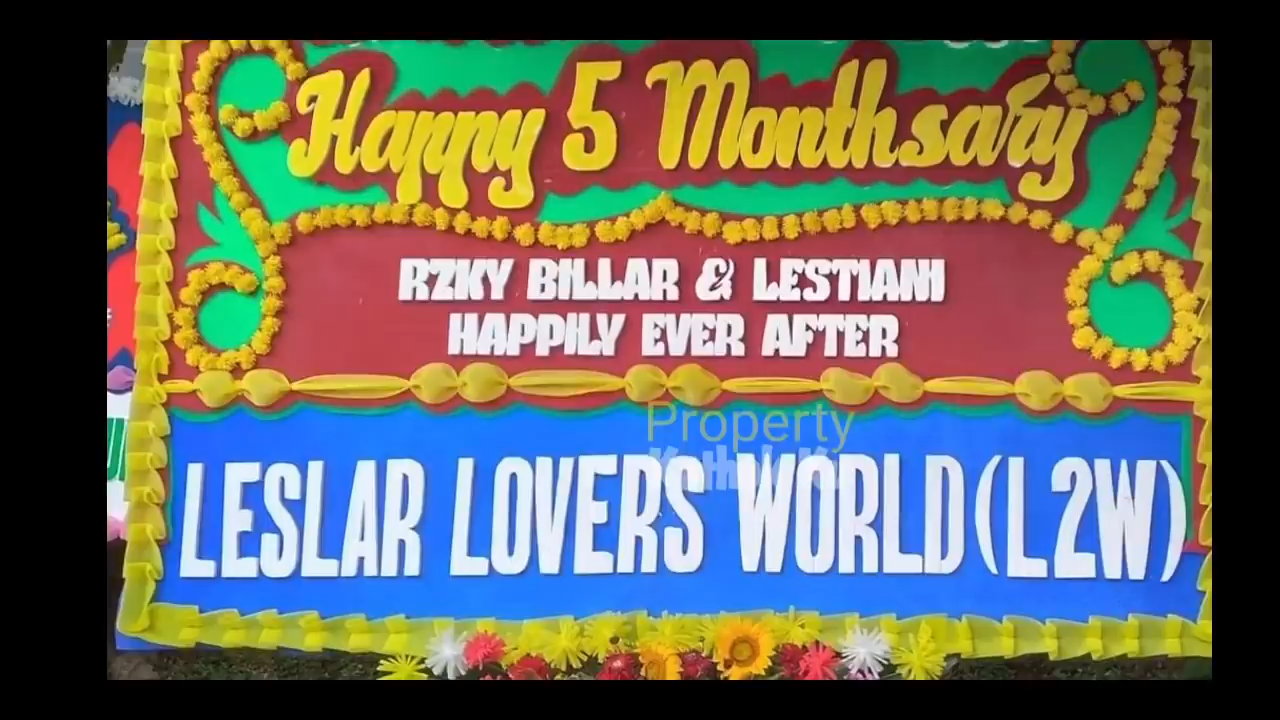 Happy 5 Monthsary
RZKY BILLAR & LESTIANI
HAPPILY EVER AFTER
Property
LESLAR LOVERS WORLD (L2W)